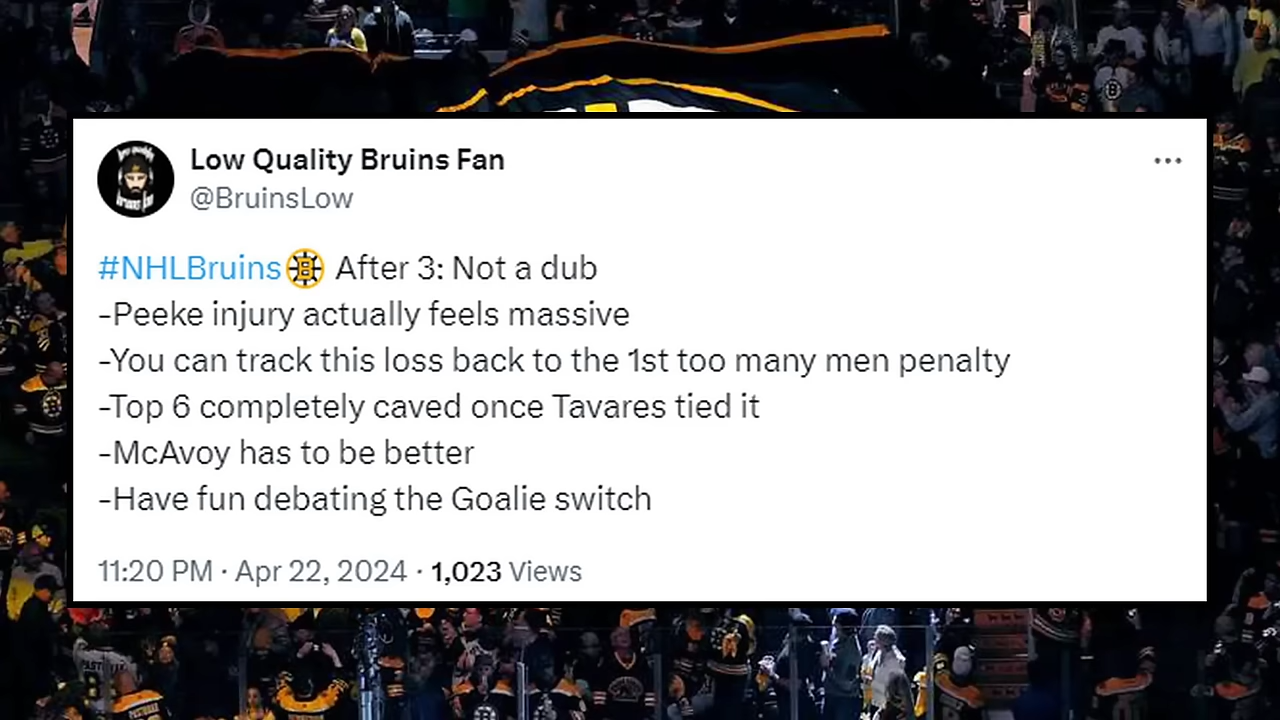 Low Quality Bruins Fan
@BruinsLow
#NHLBruins After 3: Not a dub
-Peeke injury actually feels massive
-You can track this loss back to the 1st too many men penalty
-Top 6 completely caved once Tavares tied it
-McAvoy has to be better
-Have fun debating the Goalie switch
11:20 PM · Apr 22, 2024 · 1,023 Views